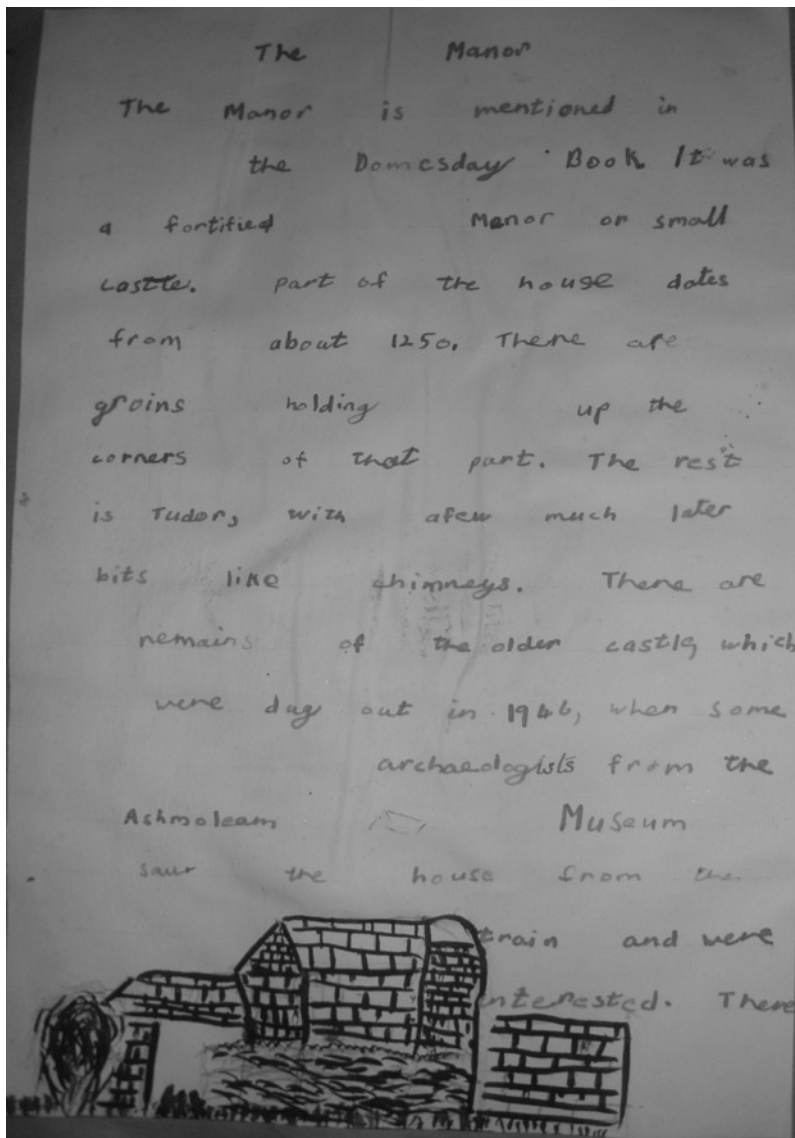 The Manor
The Manor is mentioned in
the Domesday Book. It was
a fortified Manor or small
castle. part of the house dates
from about 1250. There are
groins holding up the
corners of that part. The rest
is Tudor, with afew much later
bits like chimneys. There are
remains of the older castle, which
were dug out in 1946, when some
archaeologists from the
Ashmoleam Museum
saw the house from the
train and were
interested. There